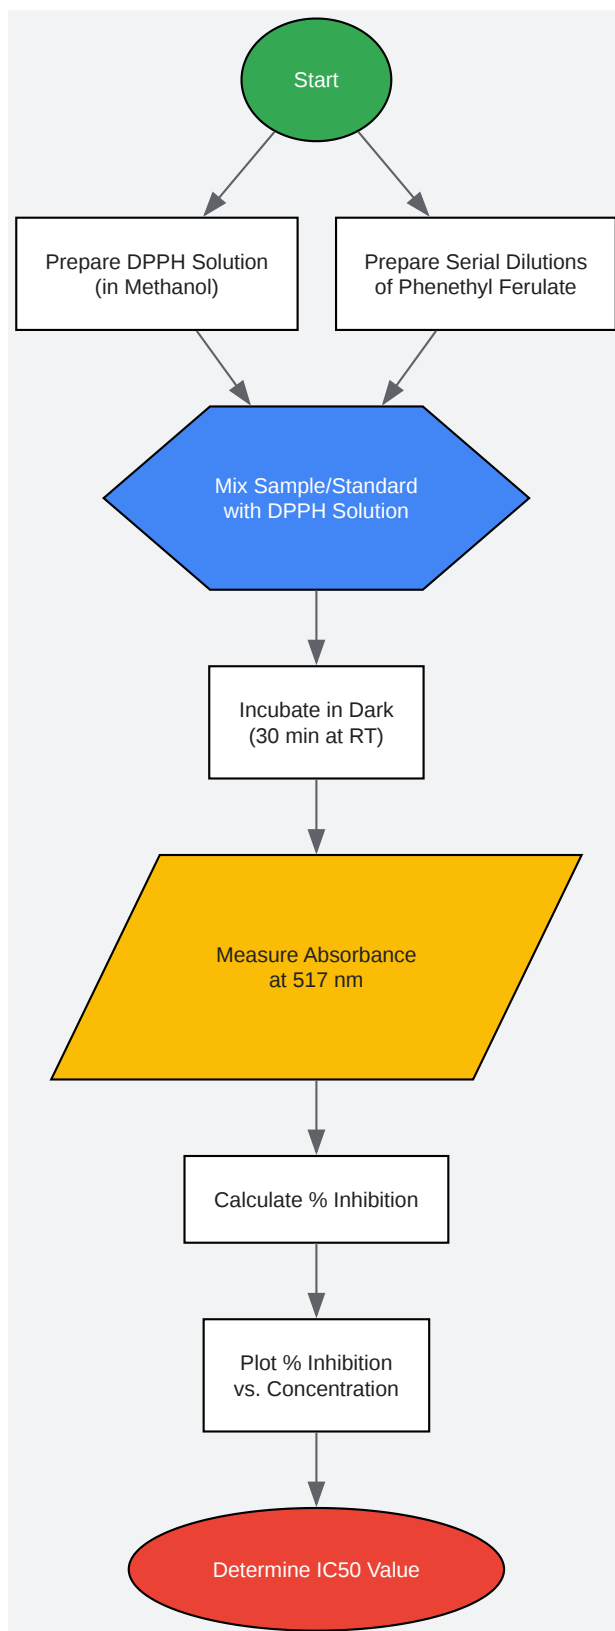 Start
Prepare DPPH Solution
(in Methanol)
Prepare Serial Dilutions
of Phenethyl Ferulate
Mix Sample/Standard
with DPPH Solution
Incubate in Dark
(30 min at RT)
Measure Absorbance
at 517 nm
Calculate % Inhibition
Plot % Inhibition
vs. Concentration
Determine IC50 Value